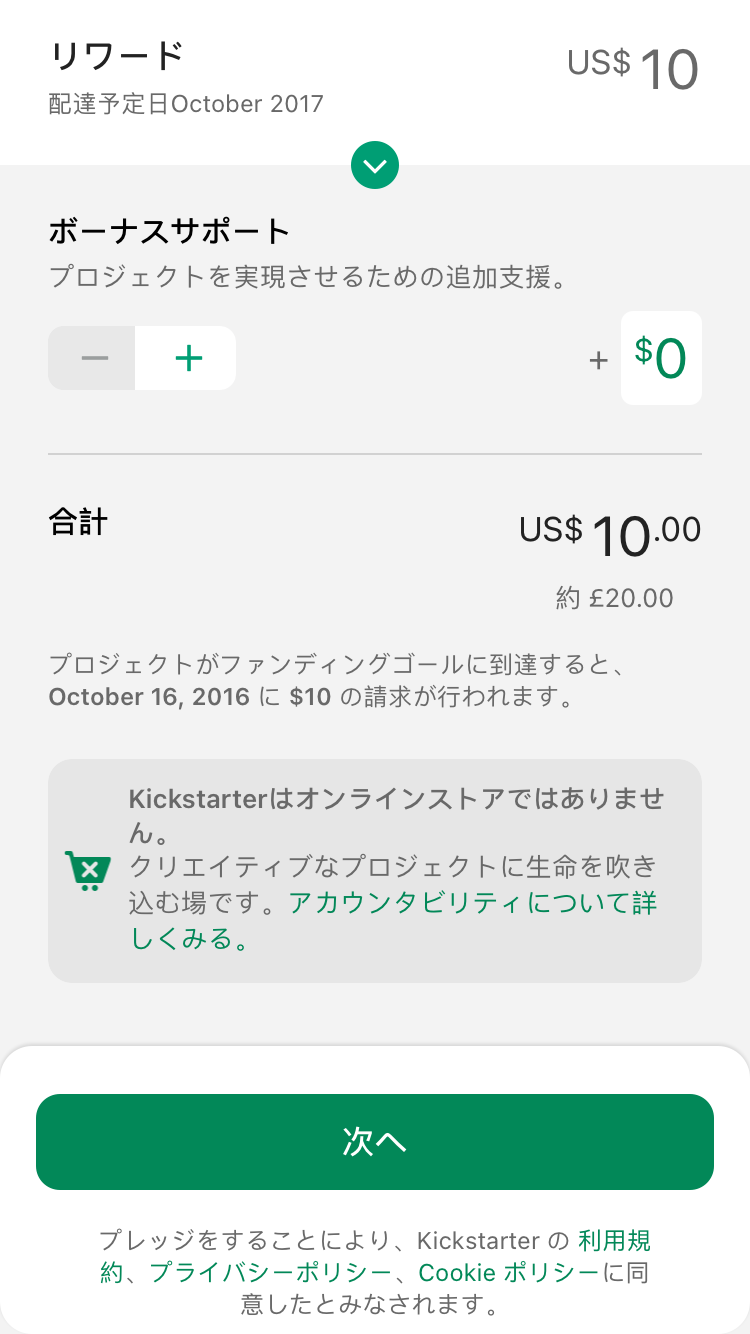 リワード
US$ 10
配達予定日October 2017
ボーナスサポート
プロジェクトを実現させるための追加支援。
− +
+ $0
合計
US$ 10.00
約 £20.00
プロジェクトがファンディングゴールに到達すると、
October 16, 2016 に $10 の請求が行われます。
Kickstarterはオンラインストアではありませ
ん。
クリエイティブなプロジェクトに生命を吹き
込む場です。アカウンタビリティについて詳
しくみる。
次へ
プレッジをすることにより、Kickstarter の 利用規
約、プライバシーポリシー、Cookie ポリシーに同
意したとみなされます。